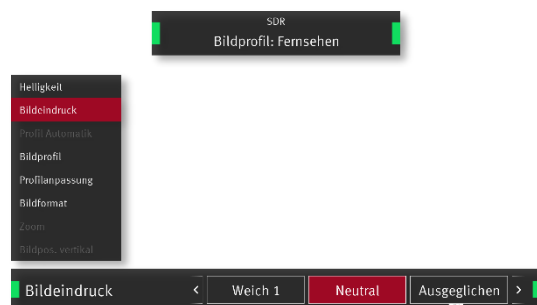 SDR
Bildprofil: Fernsehen
Helligkeit
Bildeindruck
Profil Automatik
Bildprofil
Profilanpassung
Bildformat
Zoom
Bildpos. vertikal
Bildeindruck < Weich 1 Neutral Ausgeglichen >